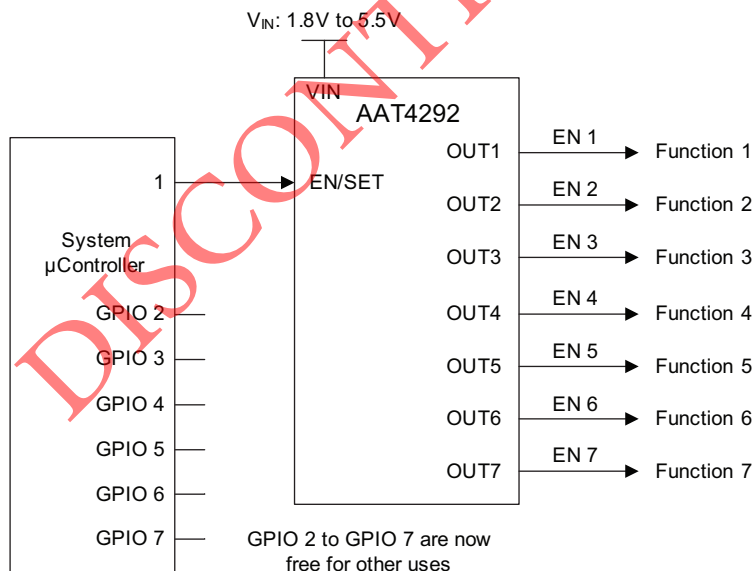 VIN: 1.8V to 5.5V
VIN
AAT4292
1
EN/SET
System
µController
GPIO 2
GPIO 3
GPIO 4
GPIO 5
GPIO 6
GPIO 7
OUT1
EN 1
Function 1
OUT2
EN 2
Function 2
OUT3
EN 3
Function 3
OUT4
EN 4
Function 4
OUT5
EN 5
Function 5
OUT6
EN 6
Function 6
OUT7
EN 7
Function 7
GPIO 2 to GPIO 7 are now
free for other uses